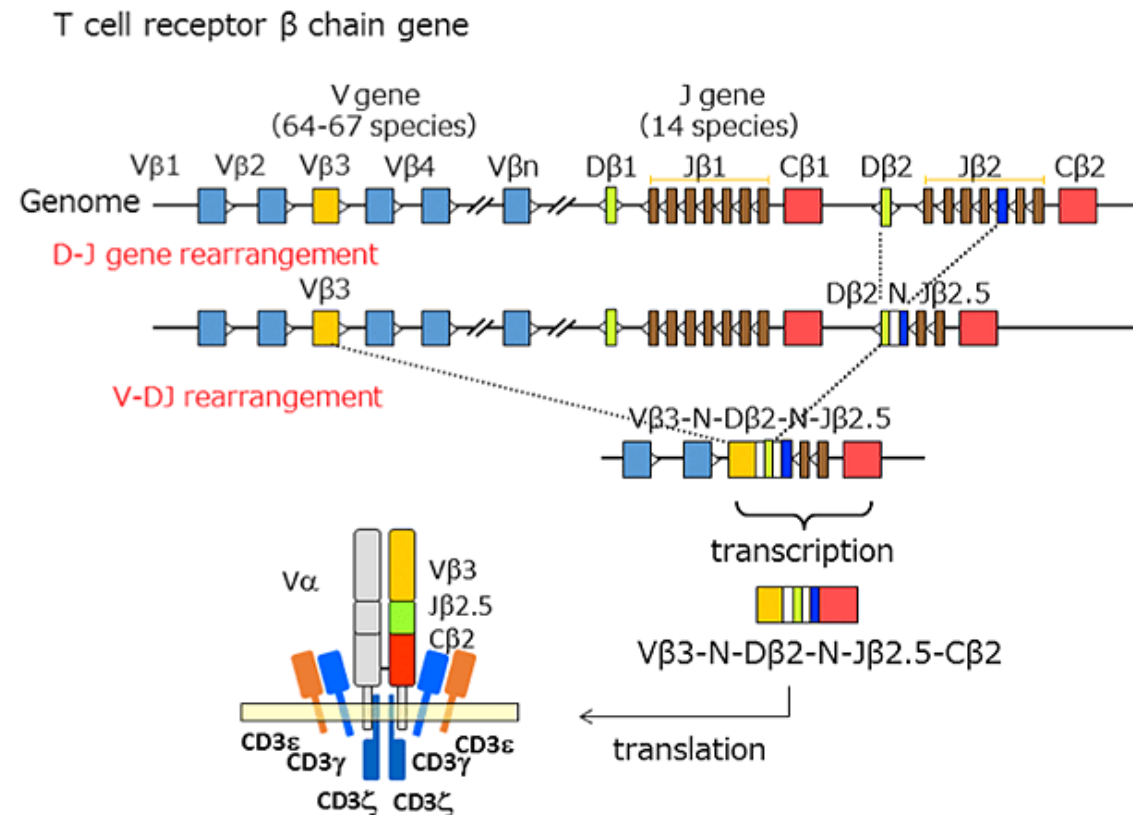 T cell receptor β chain gene
V gene
(64-67 species)
J gene
(14 species)
Vβ1 Vβ2 Vβ3 Vβ4 Vβn Dβ1 Jβ1 Cβ1 Dβ2 Jβ2 Cβ2
Genome
D-J gene rearrangement
Vβ3
Dβ2 N Jβ2.5
V-DJ rearrangement
Vβ3-N-Dβ2-N-Jβ2.5
transcription
Vα
Vβ3
Jβ2.5
Cβ2
Vβ3-N-Dβ2-N-Jβ2.5-Cβ2
translation
CD3ε CD3γ CD3γ CD3ε
CD3ζ CD3ζ